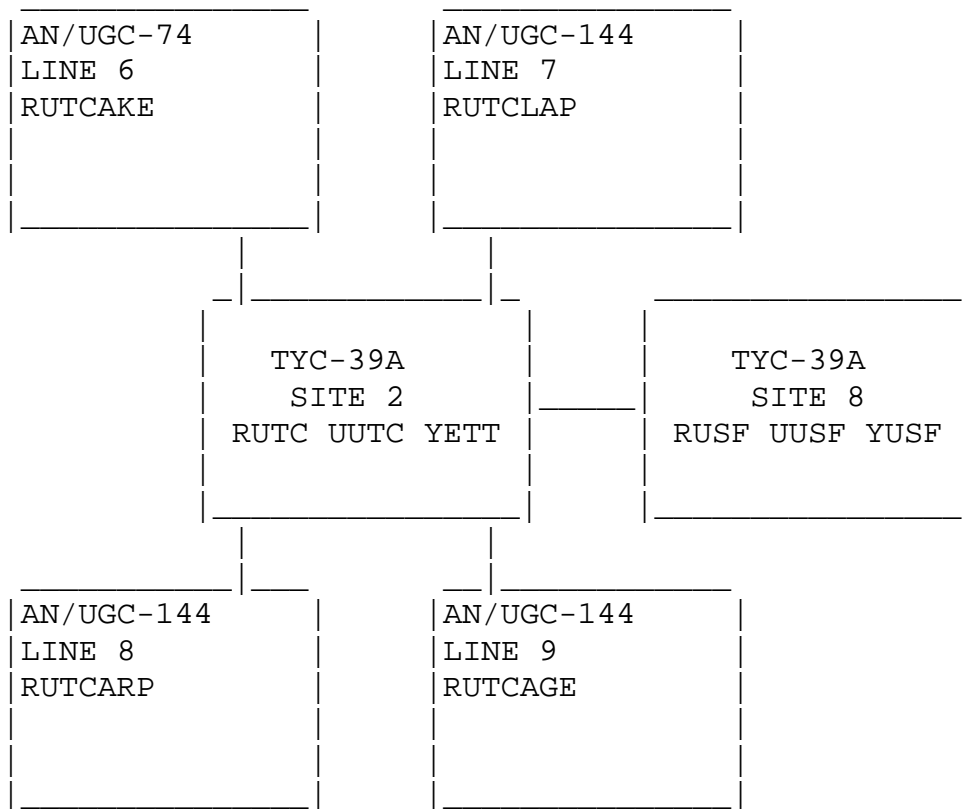 AN/UGC-74
LINE 6
RUTCAKE
AN/UGC-144
LINE 7
RUTCLAP
TYC-39A
SITE 2
RUTC UUTC YETT
TYC-39A
SITE 8
RUSF UUSF YUSF
AN/UGC-144
LINE 8
RUTCARP
AN/UGC-144
LINE 9
RUTCAGE